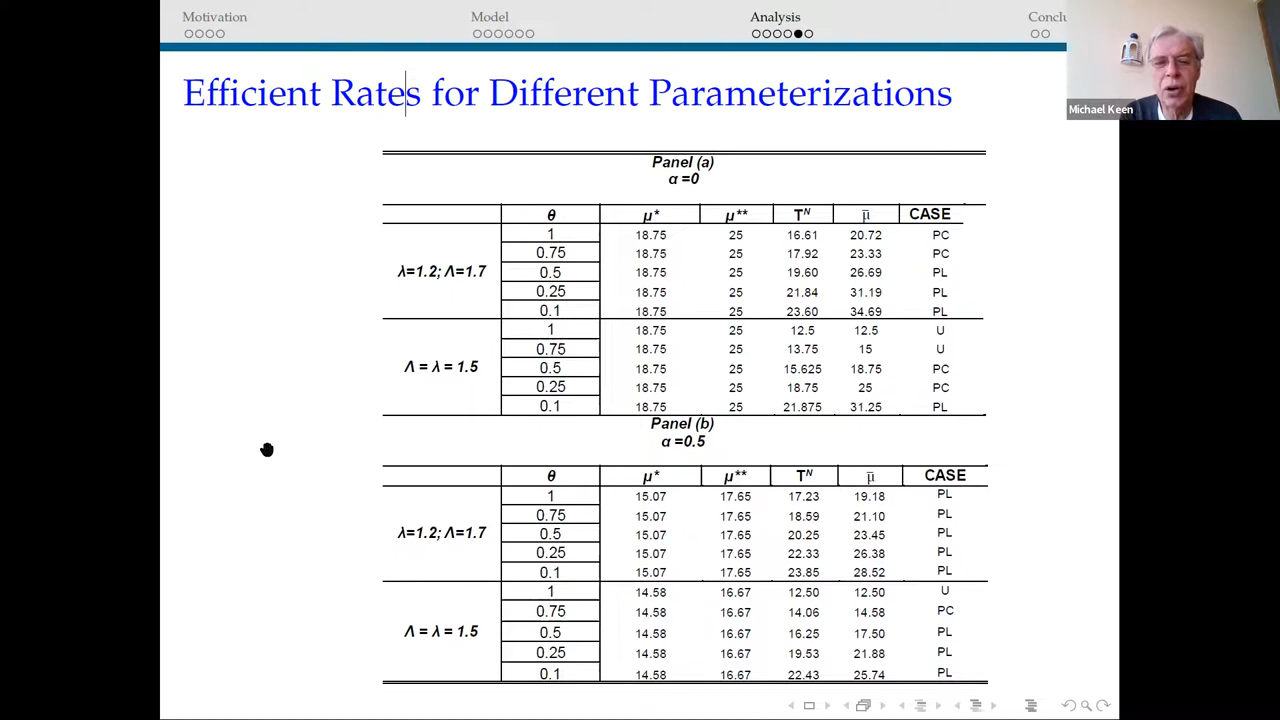 Motivation Model Analysis Conclu
Michael Keen
Efficient Rates for Different Parameterizations
Panel (a)
α =0
θ μ* μ** Tᴺ μ̅ CASE
λ=1.2; Λ=1.7
1 18.75 25 16.61 20.72 PC
0.75 18.75 25 17.92 23.33 PC
0.5 18.75 25 19.60 26.69 PL
0.25 18.75 25 21.84 31.19 PL
0.1 18.75 25 23.60 34.69 PL
Λ = λ = 1.5
1 18.75 25 12.5 12.5 U
0.75 18.75 25 13.75 15 U
0.5 18.75 25 15.625 18.75 PC
0.25 18.75 25 18.75 25 PC
0.1 18.75 25 21.875 31.25 PL
Panel (b)
α =0.5
θ μ* μ** Tᴺ μ̅ CASE
λ=1.2; Λ=1.7
1 15.07 17.65 17.23 19.18 PL
0.75 15.07 17.65 18.59 21.10 PL
0.5 15.07 17.65 20.25 23.45 PL
0.25 15.07 17.65 22.33 26.38 PL
0.1 15.07 17.65 23.85 28.52 PL
Λ = λ = 1.5
1 14.58 16.67 12.50 12.50 U
0.75 14.58 16.67 14.06 14.58 PC
0.5 14.58 16.67 16.25 17.50 PL
0.25 14.58 16.67 19.53 21.88 PL
0.1 14.58 16.67 22.43 25.74 PL